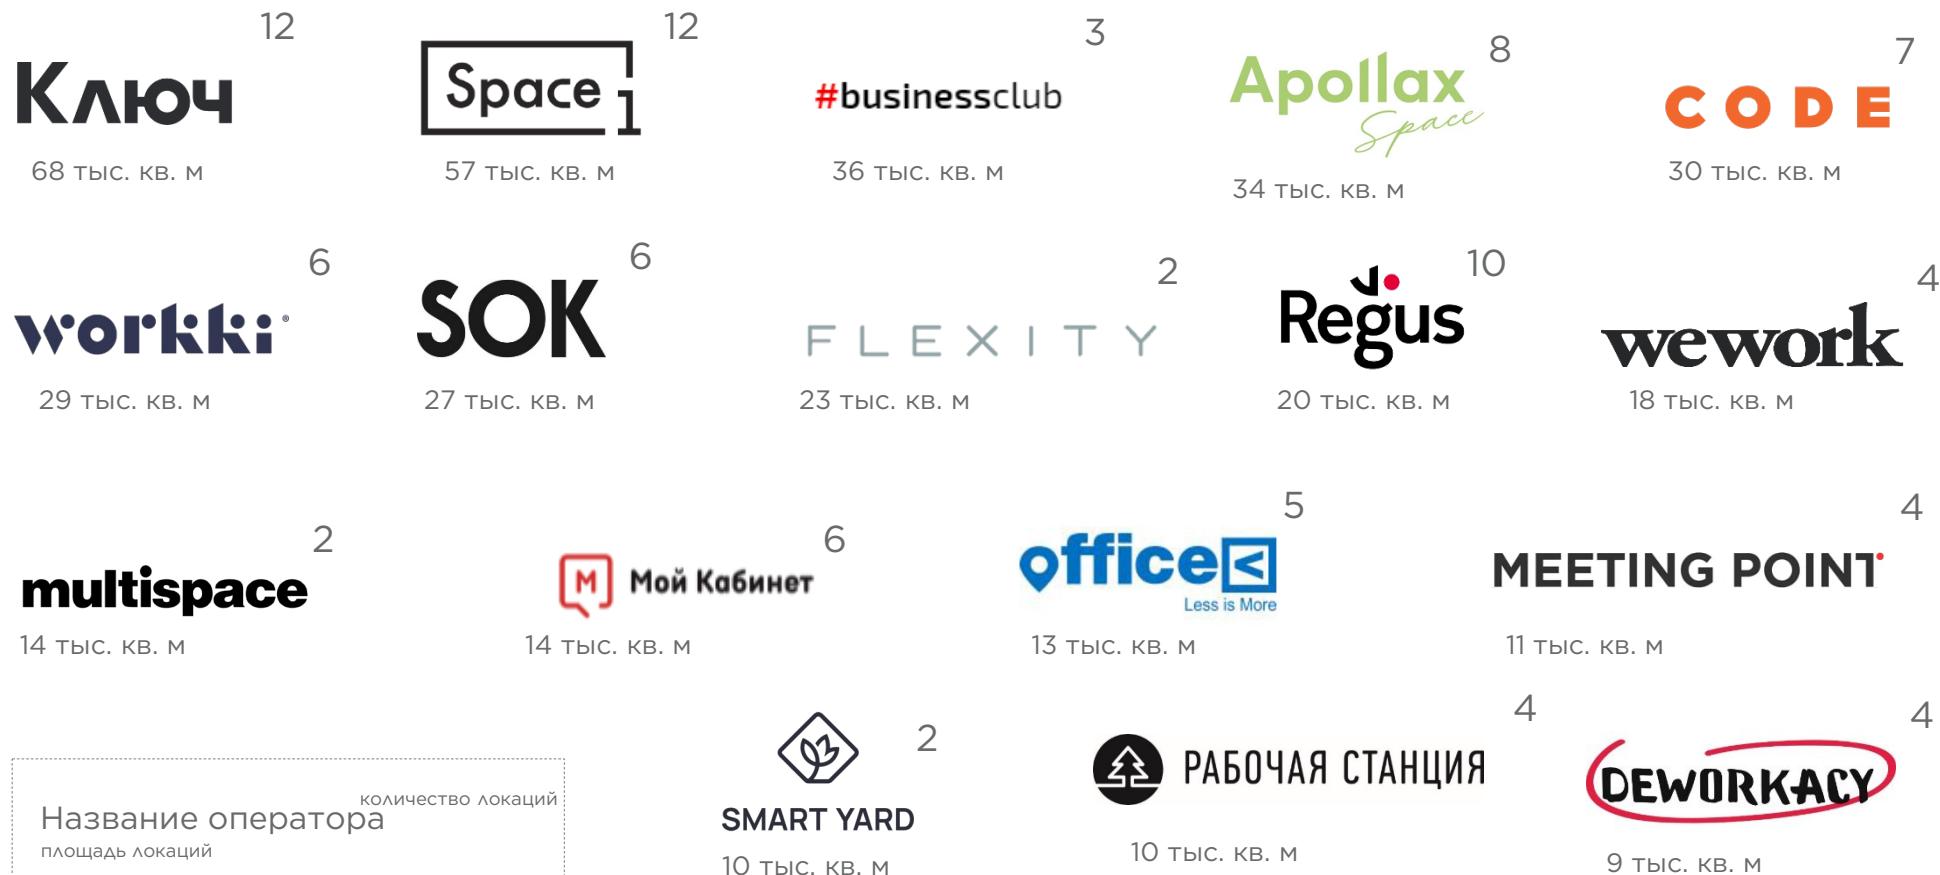 12
Ключ
68 тыс. кв. м
12
Space 1
57 тыс. кв. м
3
#businessclub
36 тыс. кв. м
8
Apollax
Space
34 тыс. кв. м
7
CODE
30 тыс. кв. м
6
workki®
29 тыс. кв. м
6
SOK
27 тыс. кв. м
2
FLEXITY
23 тыс. кв. м
10
Regus
20 тыс. кв. м
4
wework
18 тыс. кв. м
2
multispace
14 тыс. кв. м
6
М Мой Кабинет
14 тыс. кв. м
5
office
Less is More
13 тыс. кв. м
4
MEETING POINT
11 тыс. кв. м
2
SMART YARD
10 тыс. кв. м
4
РАБОЧАЯ СТАНЦИЯ
10 тыс. кв. м
4
DEWORKACY
9 тыс. кв. м
количество локаций
Название оператора
площадь локаций